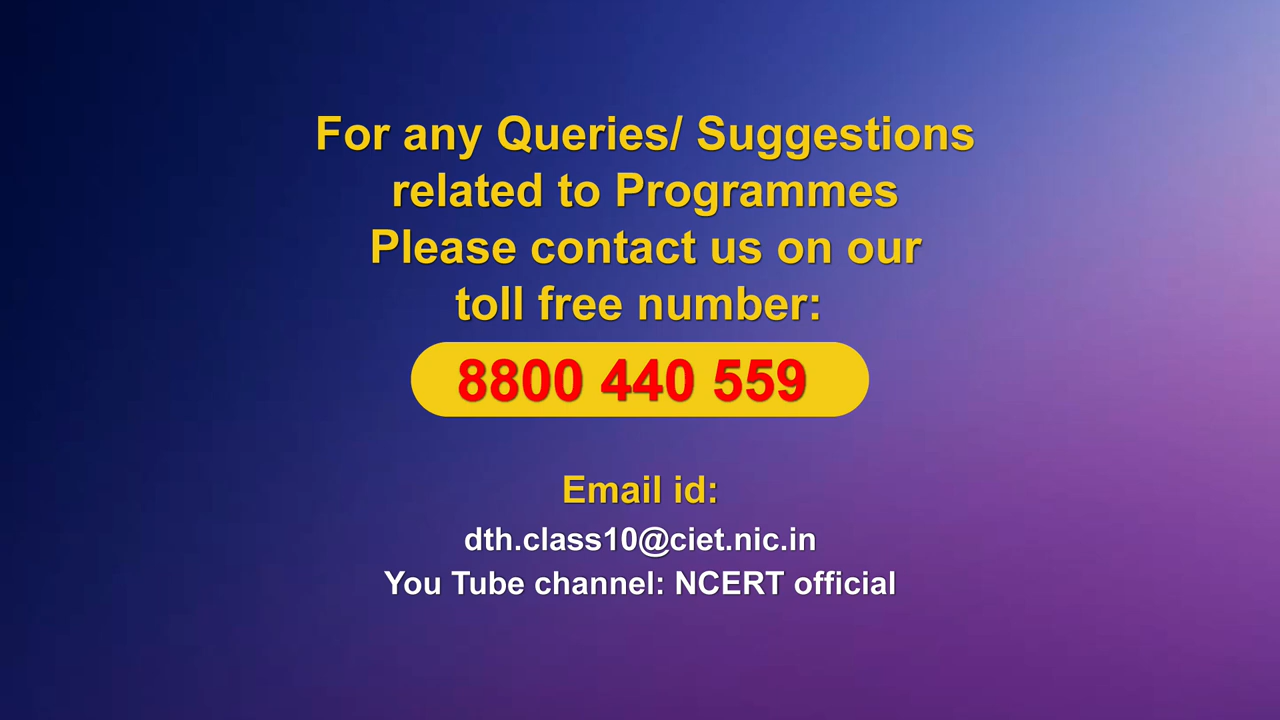 For any Queries/ Suggestions
related to Programmes
Please contact us on our
toll free number:
8800 440 559
Email id:
dth.class10@ciet.nic.in
You Tube channel: NCERT official